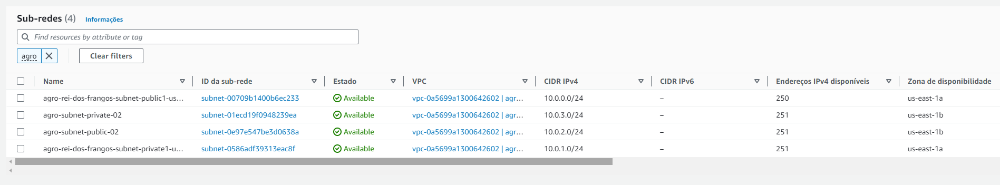 Sub-redes (4) Informações
Find resources by attribute or tag
agro Clear filters
Name ID da sub-rede Estado VPC CIDR IPv4 CIDR IPv6 Endereços IPv4 disponíveis Zona de disponibilidade
agro-rei-dos-frangos-subnet-public1-us... subnet-00709b1400b6ec233 Available vpc-0a5699a1300642602 | agr... 10.0.0.0/24 – 250 us-east-1a
agro-subnet-private-02 subnet-01ecd19f0948239ea Available vpc-0a5699a1300642602 | agr... 10.0.3.0/24 – 251 us-east-1b
agro-subnet-public-02 subnet-0e97e547be3d0638a Available vpc-0a5699a1300642602 | agr... 10.0.2.0/24 – 251 us-east-1b
agro-rei-dos-frangos-subnet-private1-u... subnet-0586adf39313eac8f Available vpc-0a5699a1300642602 | agr... 10.0.1.0/24 – 251 us-east-1a